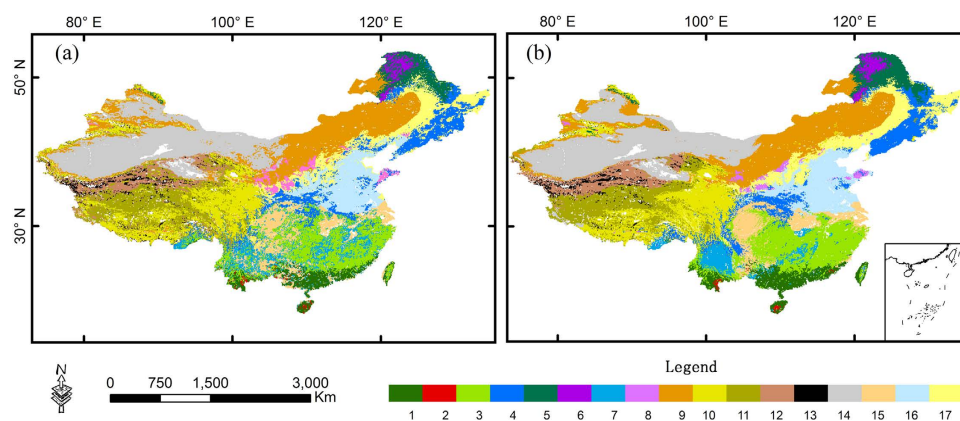 80° E 100° E 120° E 80° E 100° E 120° E
(a) (b)
50° N
30° N
Legend
N 0 750 1,500 3,000
Km
1 2 3 4 5 6 7 8 9 10 11 12 13 14 15 16 17